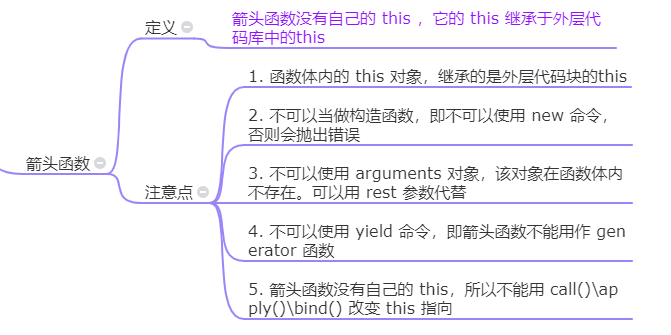 箭头函数
定义
箭头函数没有自己的 this ，它的 this 继承于外层代
码库中的this
注意点
1. 函数体内的 this 对象，继承的是外层代码块的this
2. 不可以当做构造函数，即不可以使用 new 命令，
否则会抛出错误
3. 不可以使用 arguments 对象，该对象在函数体内
不存在。可以用 rest 参数代替
4. 不可以使用 yield 命令，即箭头函数不能用作 gen
erator 函数
5. 箭头函数没有自己的 this，所以不能用 call()\ap
ply()\bind() 改变 this 指向